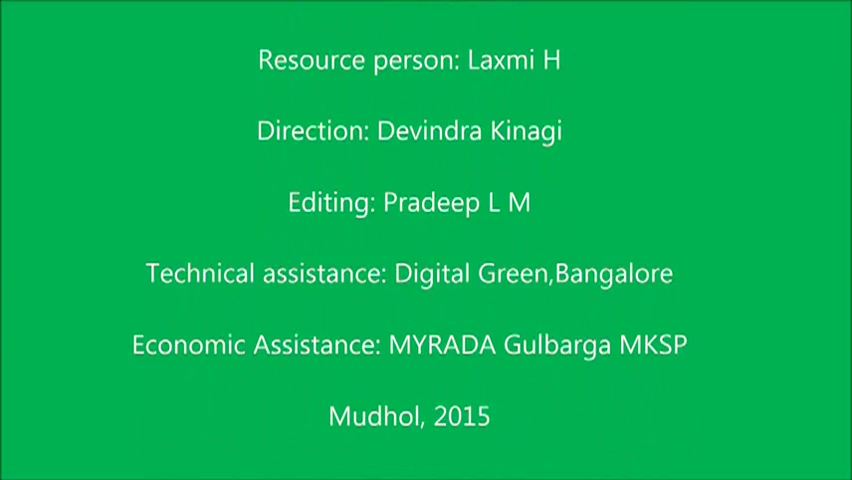 Resource person: Laxmi H
Direction: Devindra Kinagi
Editing: Pradeep L M
Technical assistance: Digital Green,Bangalore
Economic Assistance: MYRADA Gulbarga MKSP
Mudhol, 2015